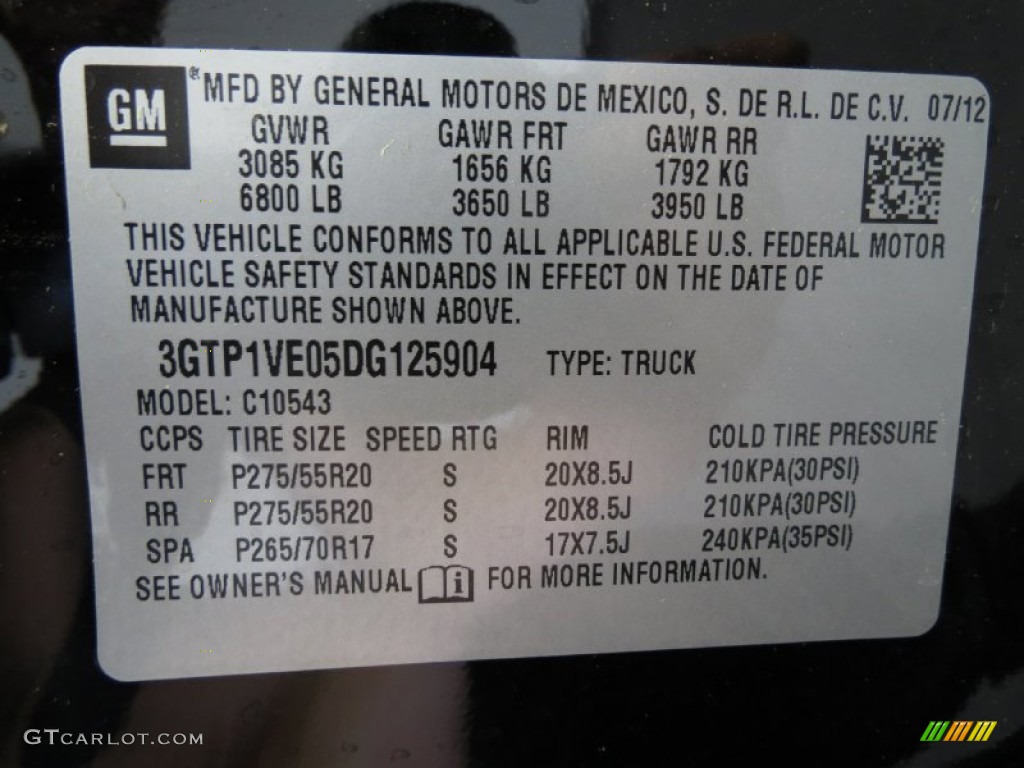 GM
® MFD BY GENERAL MOTORS DE MEXICO, S. DE R.L. DE C.V. 07/12
GVWR GAWR FRT GAWR RR
3085 KG 1656 KG 1792 KG
6800 LB 3650 LB 3950 LB
THIS VEHICLE CONFORMS TO ALL APPLICABLE U.S. FEDERAL MOTOR
VEHICLE SAFETY STANDARDS IN EFFECT ON THE DATE OF
MANUFACTURE SHOWN ABOVE.
3GTP1VE05DG125904 TYPE: TRUCK
MODEL: C10543
CCPS TIRE SIZE SPEED RTG RIM COLD TIRE PRESSURE
FRT P275/55R20 S 20X8.5J 210KPA(30PSI)
RR P275/55R20 S 20X8.5J 210KPA(30PSI)
SPA P265/70R17 S 17X7.5J 240KPA(35PSI)
SEE OWNER'S MANUAL i FOR MORE INFORMATION.
GTCARLOT.COM